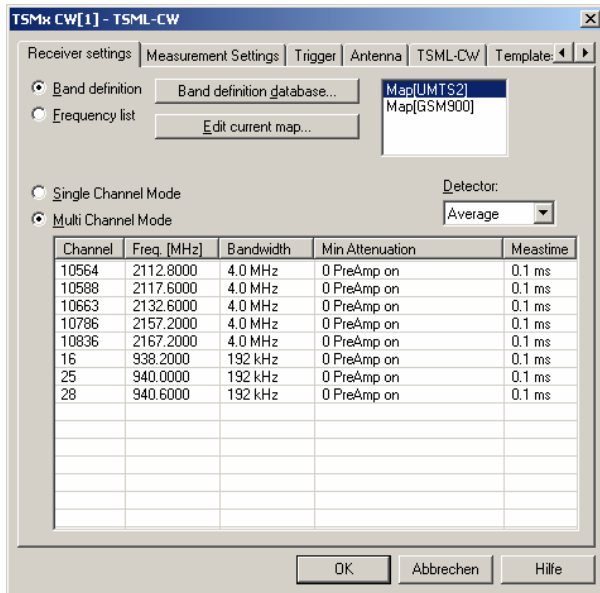 TSMx CW[1] - TSML-CW
Receiver settings Measurement Settings Trigger Antenna TSML-CW Template
Band definition Band definition database... Map[UMTS2]
Map[GSM900]
Frequency list Edit current map...
Single Channel Mode Detector:
Multi Channel Mode Average
Channel Freq. [MHz] Bandwidth Min Attenuation Meastime
10564 2112.8000 4.0 MHz 0 PreAmp on 0.1 ms
10588 2117.6000 4.0 MHz 0 PreAmp on 0.1 ms
10663 2132.6000 4.0 MHz 0 PreAmp on 0.1 ms
10786 2157.2000 4.0 MHz 0 PreAmp on 0.1 ms
10836 2167.2000 4.0 MHz 0 PreAmp on 0.1 ms
16 938.2000 192 kHz 0 PreAmp on 0.1 ms
25 940.0000 192 kHz 0 PreAmp on 0.1 ms
28 940.6000 192 kHz 0 PreAmp on 0.1 ms
OK Abbrechen Hilfe